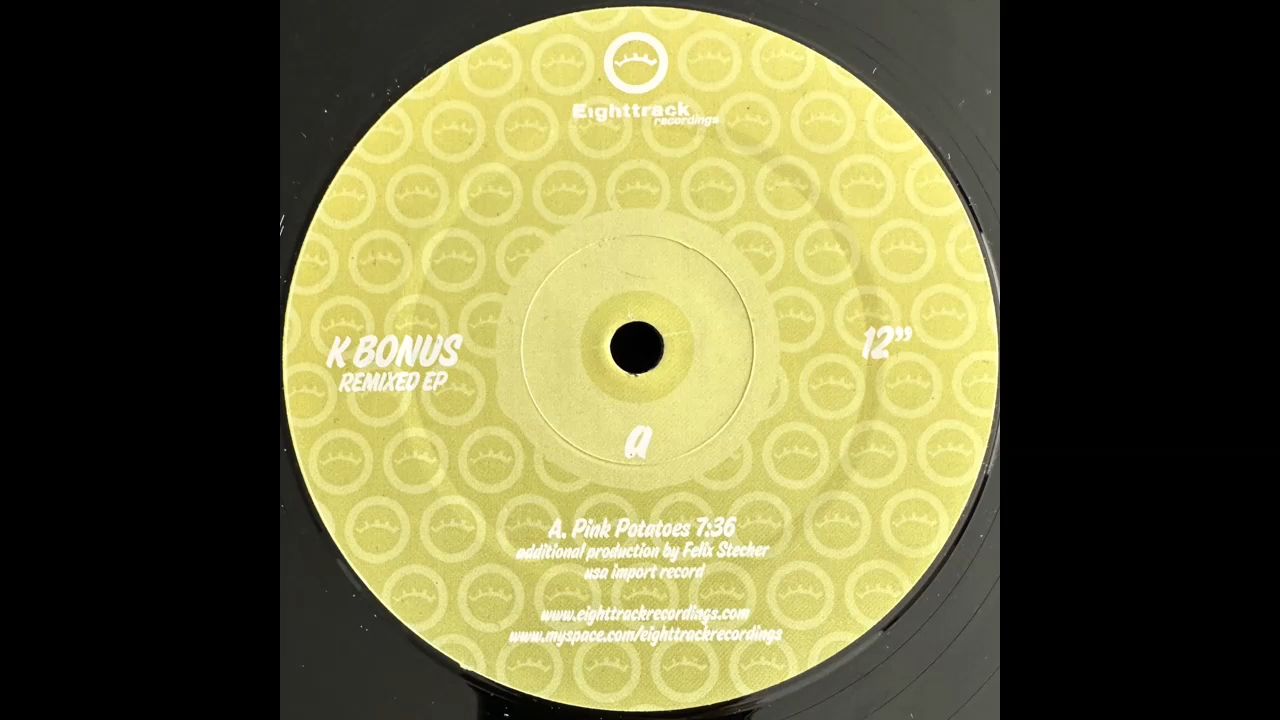 Eighttrack
recordings
K BONUS
REMIXED EP
12”
a
A. Pink Potatoes 7:36
additional production by Felix Stecher
usa import record
www.eighttrackrecordings.com
www.myspace.com/eighttrackrecordings